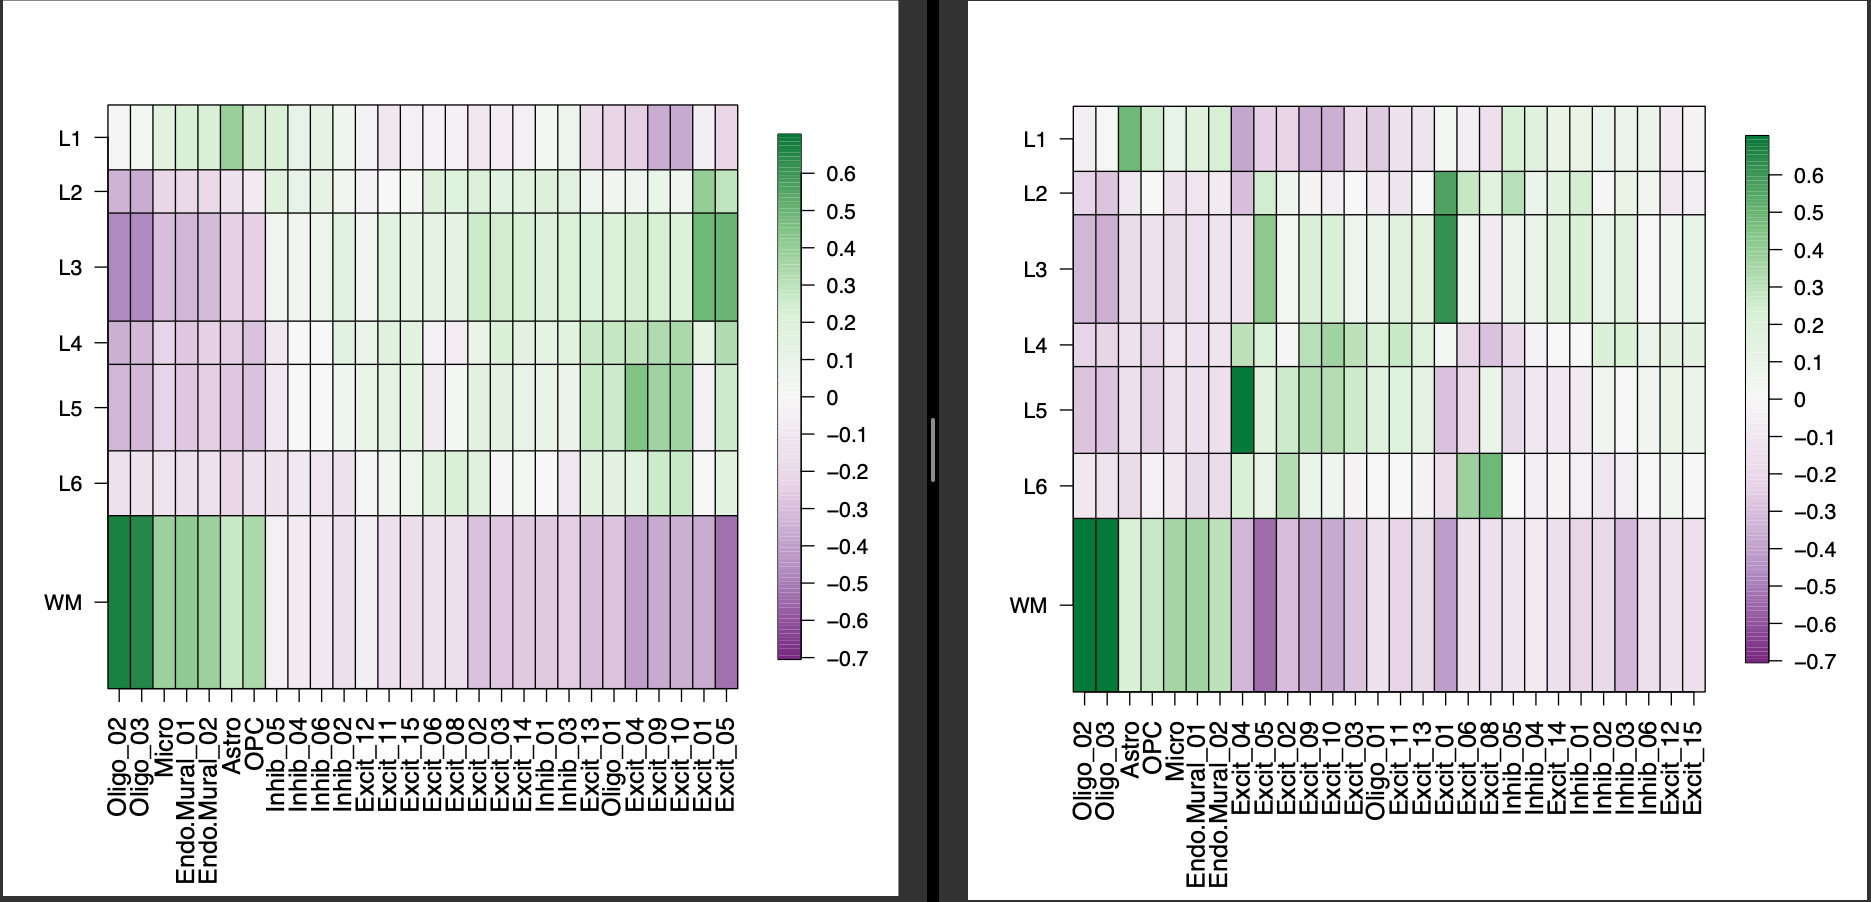 L1
L2
L3
L4
L5
L6
WM
0.6
0.5
0.4
0.3
0.2
0.1
0
−0.1
−0.2
−0.3
−0.4
−0.5
−0.6
−0.7
Oligo_02
Oligo_03
Micro
Endo.Mural_01
Endo.Mural_02
Astro
OPC
Inhib_05
Inhib_04
Inhib_06
Inhib_02
Excit_12
Excit_11
Excit_15
Excit_06
Excit_08
Excit_02
Excit_03
Excit_14
Inhib_01
Inhib_03
Excit_13
Oligo_01
Excit_04
Excit_09
Excit_10
Excit_01
Excit_05
L1
L2
L3
L4
L5
L6
WM
0.6
0.5
0.4
0.3
0.2
0.1
0
−0.1
−0.2
−0.3
−0.4
−0.5
−0.6
−0.7
Oligo_02
Oligo_03
Astro
OPC
Micro
Endo.Mural_01
Endo.Mural_02
Excit_04
Excit_05
Excit_02
Excit_09
Excit_10
Excit_03
Oligo_01
Excit_11
Excit_13
Excit_01
Excit_06
Excit_08
Inhib_05
Inhib_04
Excit_14
Inhib_01
Inhib_02
Inhib_03
Inhib_06
Excit_12
Excit_15